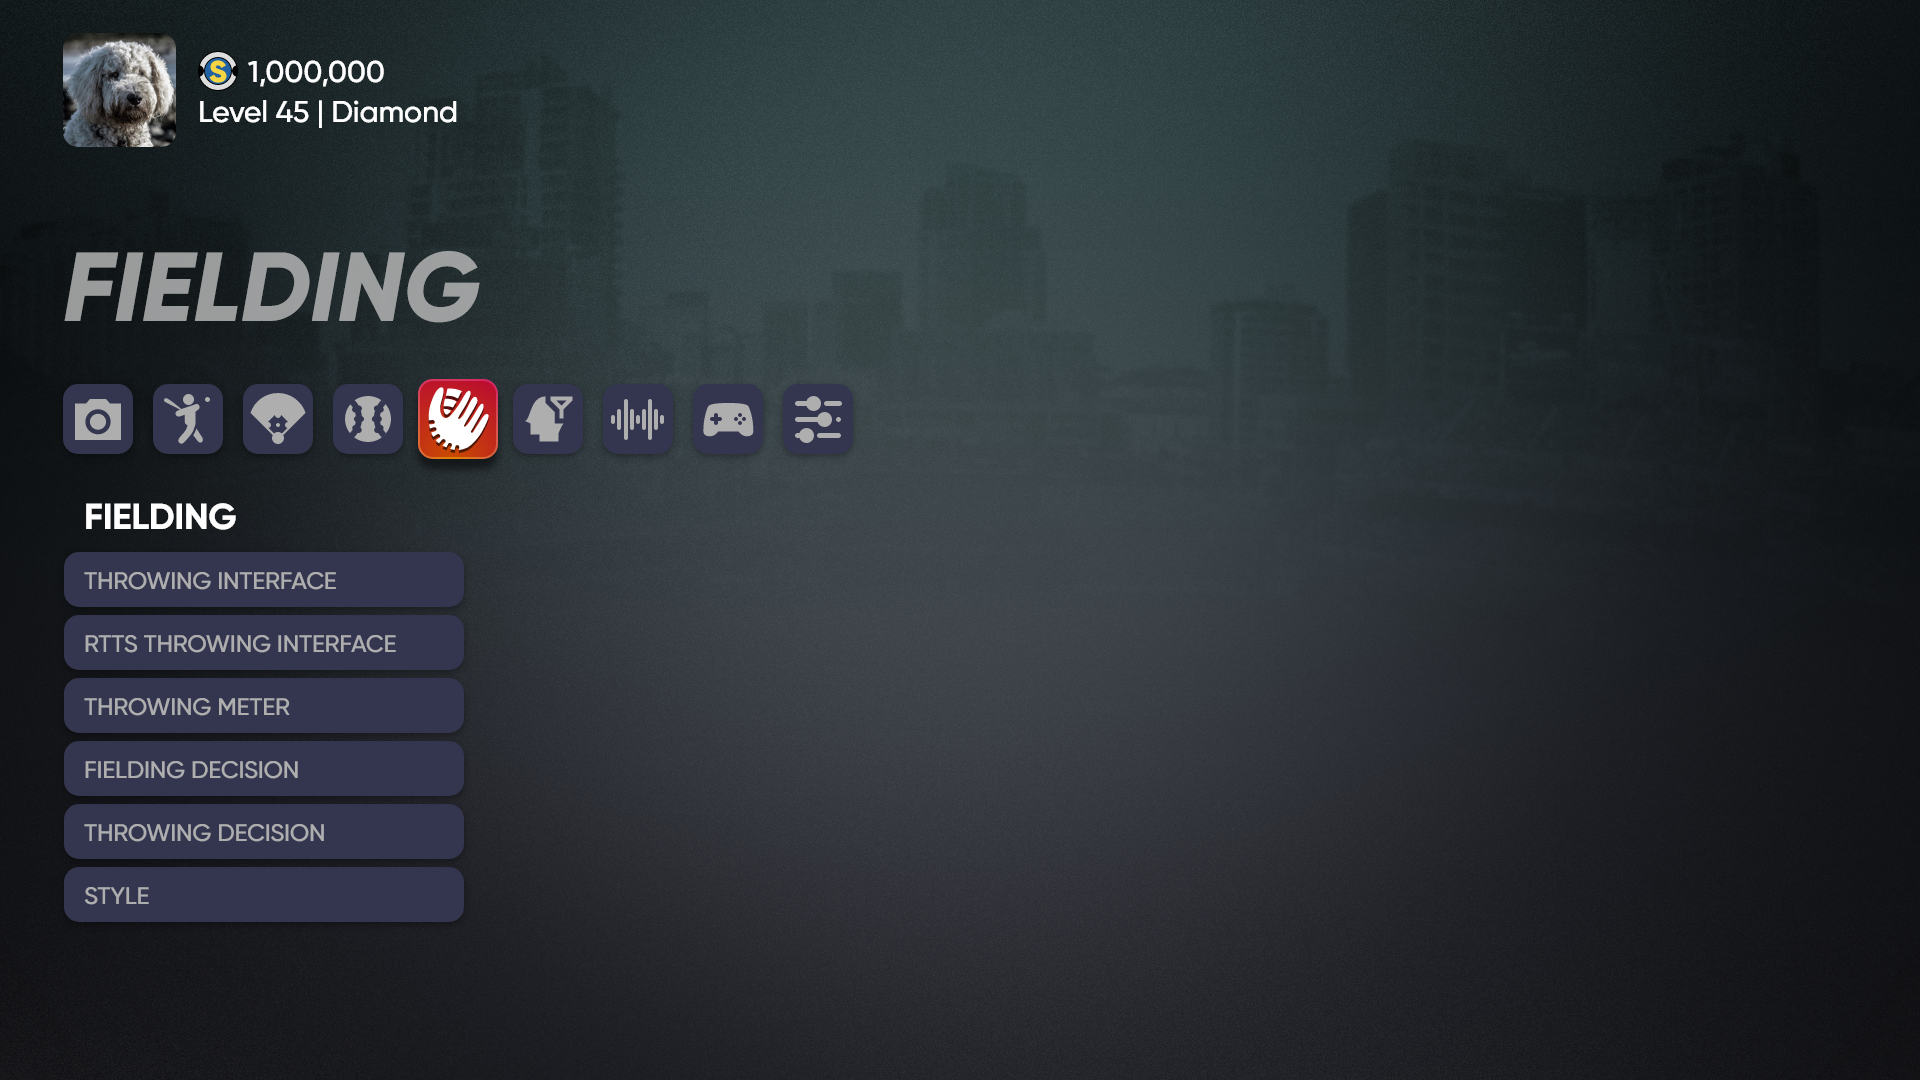 S 1,000,000
Level 45 | Diamond
FIELDING
FIELDING
THROWING INTERFACE
RTTS THROWING INTERFACE
THROWING METER
FIELDING DECISION
THROWING DECISION
STYLE